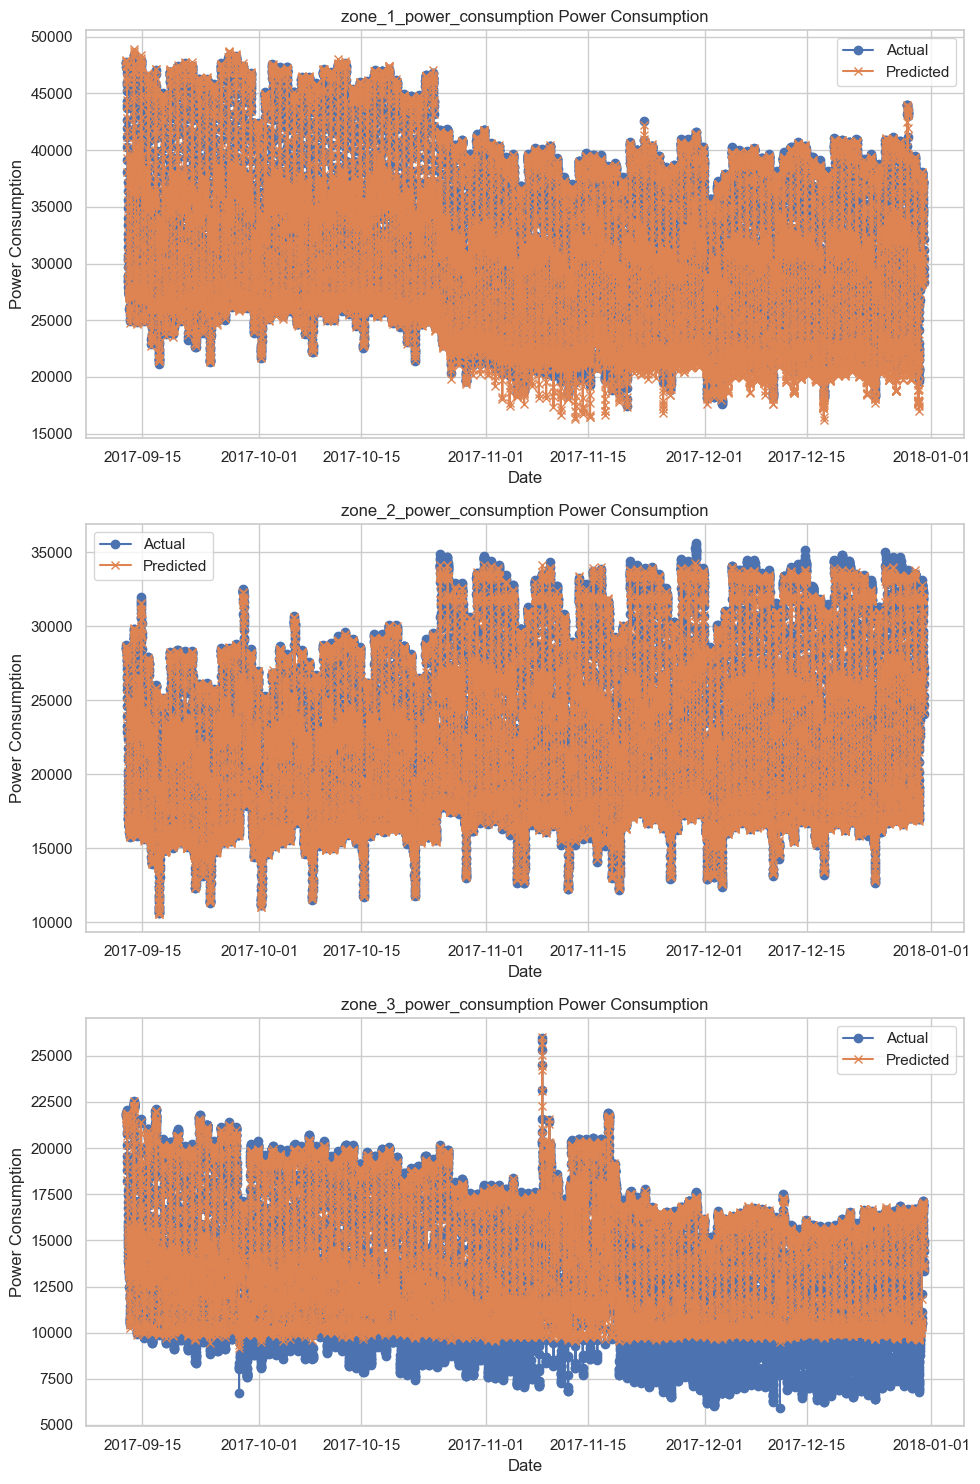 zone_1_power_consumption Power Consumption
50000
45000
40000
35000
30000
25000
20000
15000
Power Consumption
Actual
Predicted
2017-09-15 2017-10-01 2017-10-15 2017-11-01 2017-11-15 2017-12-01 2017-12-15 2018-01-01
Date
zone_2_power_consumption Power Consumption
35000
30000
25000
20000
15000
10000
Power Consumption
Actual
Predicted
2017-09-15 2017-10-01 2017-10-15 2017-11-01 2017-11-15 2017-12-01 2017-12-15 2018-01-01
Date
zone_3_power_consumption Power Consumption
25000
22500
20000
17500
15000
12500
10000
7500
5000
Power Consumption
Actual
Predicted
2017-09-15 2017-10-01 2017-10-15 2017-11-01 2017-11-15 2017-12-01 2017-12-15 2018-01-01
Date